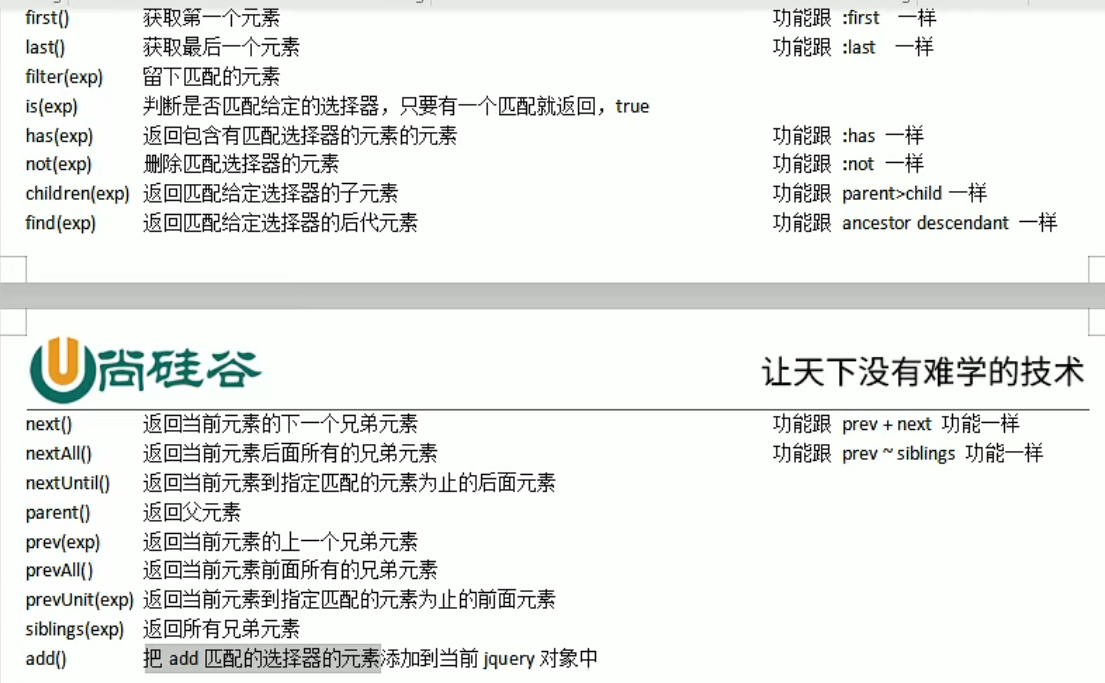 first() 获取第一个元素 功能跟 :first 一样
last() 获取最后一个元素 功能跟 :last 一样
filter(exp) 留下匹配的元素
is(exp) 判断是否匹配给定的选择器，只要有一个匹配就返回，true
has(exp) 返回包含有匹配选择器的元素的元素 功能跟 :has 一样
not(exp) 删除匹配选择器的元素 功能跟 :not 一样
children(exp) 返回匹配给定选择器的子元素 功能跟 parent>child 一样
find(exp) 返回匹配给定选择器的后代元素 功能跟 ancestor descendant 一样
尚硅谷 让天下没有难学的技术
next() 返回当前元素的下一个兄弟元素 功能跟 prev + next 功能一样
nextAll() 返回当前元素后面所有的兄弟元素 功能跟 prev ~ siblings 功能一样
nextUntil() 返回当前元素到指定匹配的元素为止的后面元素
parent() 返回父元素
prev(exp) 返回当前元素的上一个兄弟元素
prevAll() 返回当前元素前面所有的兄弟元素
prevUnit(exp) 返回当前元素到指定匹配的元素为止的前面元素
siblings(exp) 返回所有兄弟元素
add() 把 add 匹配的选择器的元素添加到当前 jquery 对象中